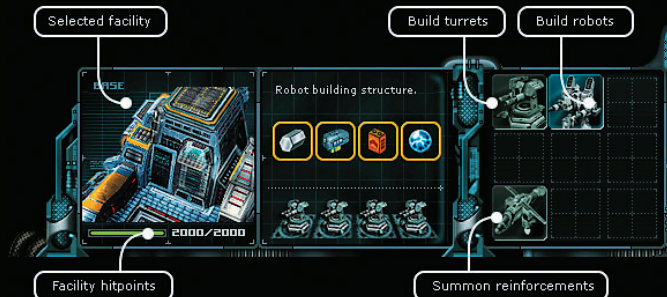 Selected facility
Build turrets
Build robots
BASE
Robot building structure.
2000/2000
Facility hitpoints
Summon reinforcements